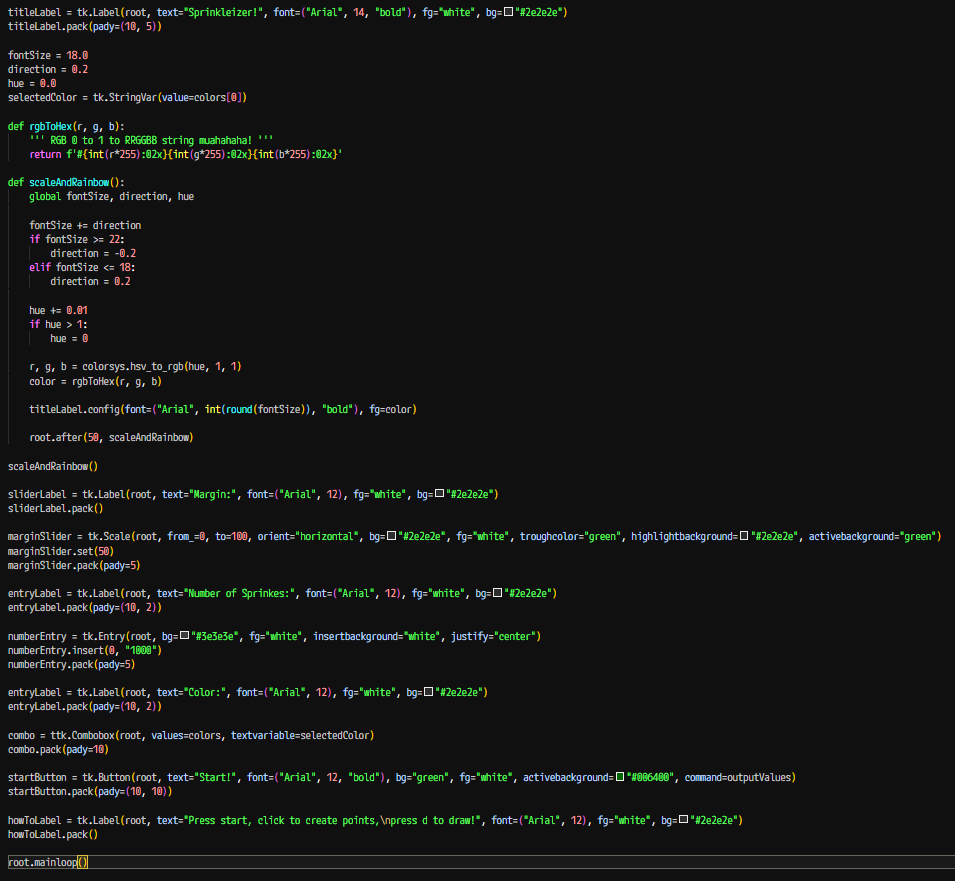 titleLabel = tk.Label(root, text="Sprinkleizer!", font=("Arial", 14, "bold"), fg="white", bg="#2e2e2e")
titleLabel.pack(pady=(10, 5))

fontSize = 18.0
direction = 0.2
hue = 0.0
selectedColor = tk.StringVar(value=colors[0])

def rgbToHex(r, g, b):
    ''' RGB 0 to 1 to RRGGBB string muahahaha! '''
    return f'#{int(r*255):02x}{int(g*255):02x}{int(b*255):02x}'

def scaleAndRainbow():
    global fontSize, direction, hue

    fontSize += direction
    if fontSize >= 22:
        direction = -0.2
    elif fontSize <= 18:
        direction = 0.2

    hue += 0.01
    if hue > 1:
        hue = 0

    r, g, b = colorsys.hsv_to_rgb(hue, 1, 1)
    color = rgbToHex(r, g, b)

    titleLabel.config(font=("Arial", int(round(fontSize)), "bold"), fg=color)

    root.after(50, scaleAndRainbow)

scaleAndRainbow()

sliderLabel = tk.Label(root, text="Margin:", font=("Arial", 12), fg="white", bg="#2e2e2e")
sliderLabel.pack()

marginSlider = tk.Scale(root, from_=0, to=100, orient="horizontal", bg="#2e2e2e", fg="white", troughcolor="green", highlightbackground="#2e2e2e", activebackground="green")
marginSlider.set(50)
marginSlider.pack(pady=5)

entryLabel = tk.Label(root, text="Number of Sprinkes:", font=("Arial", 12), fg="white", bg="#2e2e2e")
entryLabel.pack(pady=(10, 2))

numberEntry = tk.Entry(root, bg="#3e3e3e", fg="white", insertbackground="white", justify="center")
numberEntry.insert(0, "1000")
numberEntry.pack(pady=5)

entryLabel = tk.Label(root, text="Color:", font=("Arial", 12), fg="white", bg="#2e2e2e")
entryLabel.pack(pady=(10, 2))

combo = ttk.Combobox(root, values=colors, textvariable=selectedColor)
combo.pack(pady=10)

startButton = tk.Button(root, text="Start!", font=("Arial", 12, "bold"), bg="green", fg="white", activebackground="#006400", command=outputValues)
startButton.pack(pady=(10, 10))

howToLabel = tk.Label(root, text="Press start, click to create points,\npress d to draw!", font=("Arial", 12), fg="white", bg="#2e2e2e")
howToLabel.pack()

root.mainloop()